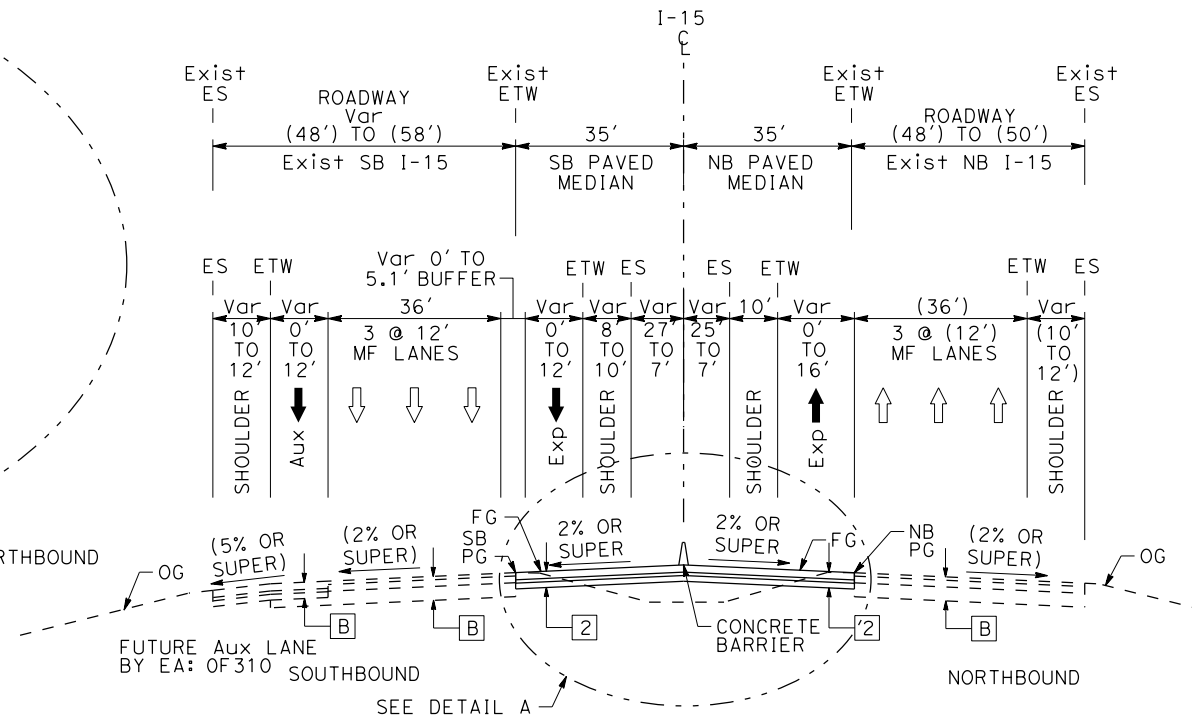 I-15
CL
Exist
ES
ROADWAY
Var
(48') TO (58')
Exist SB I-15
Exist
ETW
35'
SB PAVED
MEDIAN
35'
NB PAVED
MEDIAN
Exist
ETW
ROADWAY
(48') TO (50')
Exist NB I-15
Exist
ES
Var 0' TO
5.1' BUFFER
ES
ETW
ETW
ES
ES
ETW
ETW
ES
Var
10'
TO
12'
Var
0'
TO
12'
36'
3 @ 12'
MF LANES
Var
0'
TO
12'
Var
8'
TO
10'
Var
27'
TO
7'
Var
25'
TO
7'
10'
Var
0'
TO
16'
(36')
3 @ (12')
MF LANES
Var
(10'
TO
12')
SHOULDER
Aux
Exp
SHOULDER
SHOULDER
Exp
SHOULDER
RTHBOUND
OG
(5% OR
SUPER)
(2% OR
SUPER)
FG
SB
PG
2% OR
SUPER
2% OR
SUPER
FG
NB
PG
(2% OR
SUPER)
OG
B
B
2
'2
B
CONCRETE
BARRIER
FUTURE Aux LANE
BY EA: 0F310
SOUTHBOUND
NORTHBOUND
SEE DETAIL A